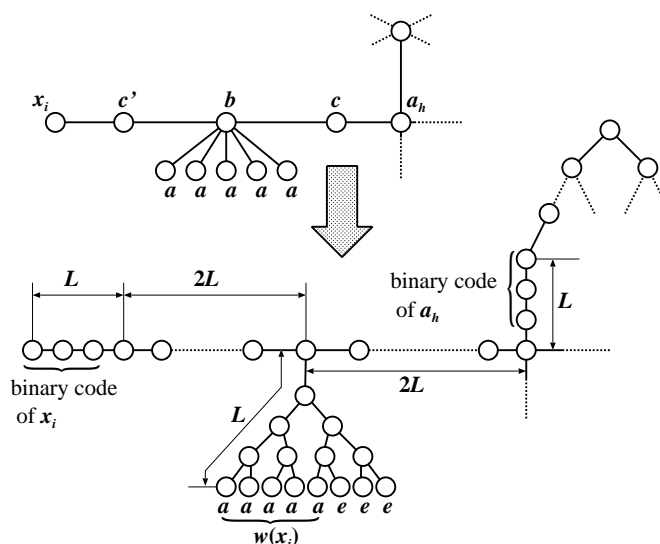 x_i c' b c a_h
a a a a a
L 2L
binary code
of a_h
L
binary code
of x_i
2L
L
a a a a a e e e
w(x_i)